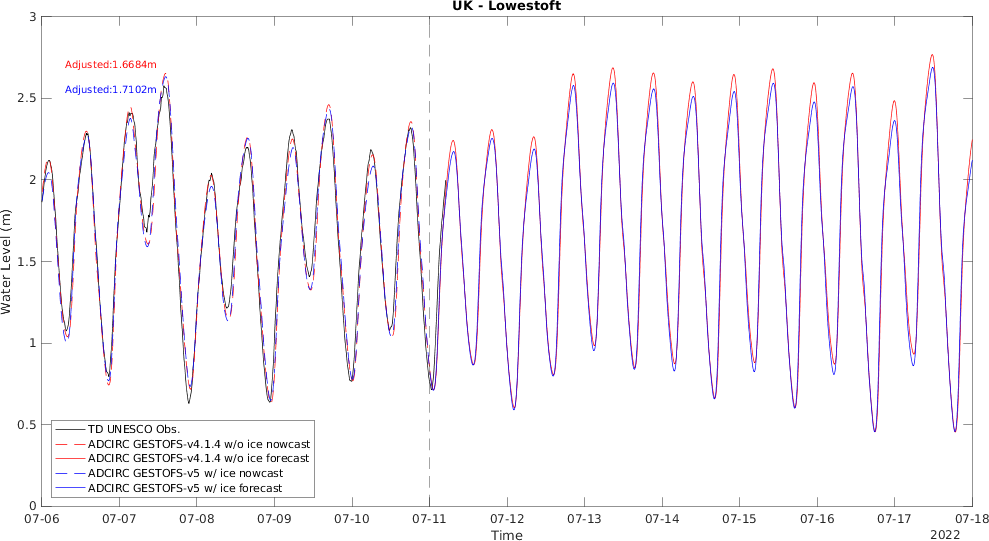 UK - Lowestoft
3
2.5
2
1.5
1
0.5
0
Water Level (m)
Adjusted:1.6684m
Adjusted:1.7102m
TD UNESCO Obs.
ADCIRC GESTOFS-v4.1.4 w/o ice nowcast
ADCIRC GESTOFS-v4.1.4 w/o ice forecast
ADCIRC GESTOFS-v5 w/ ice nowcast
ADCIRC GESTOFS-v5 w/ ice forecast
07-06 07-07 07-08 07-09 07-10 07-11 07-12 07-13 07-14 07-15 07-16 07-17 07-18
Time
2022